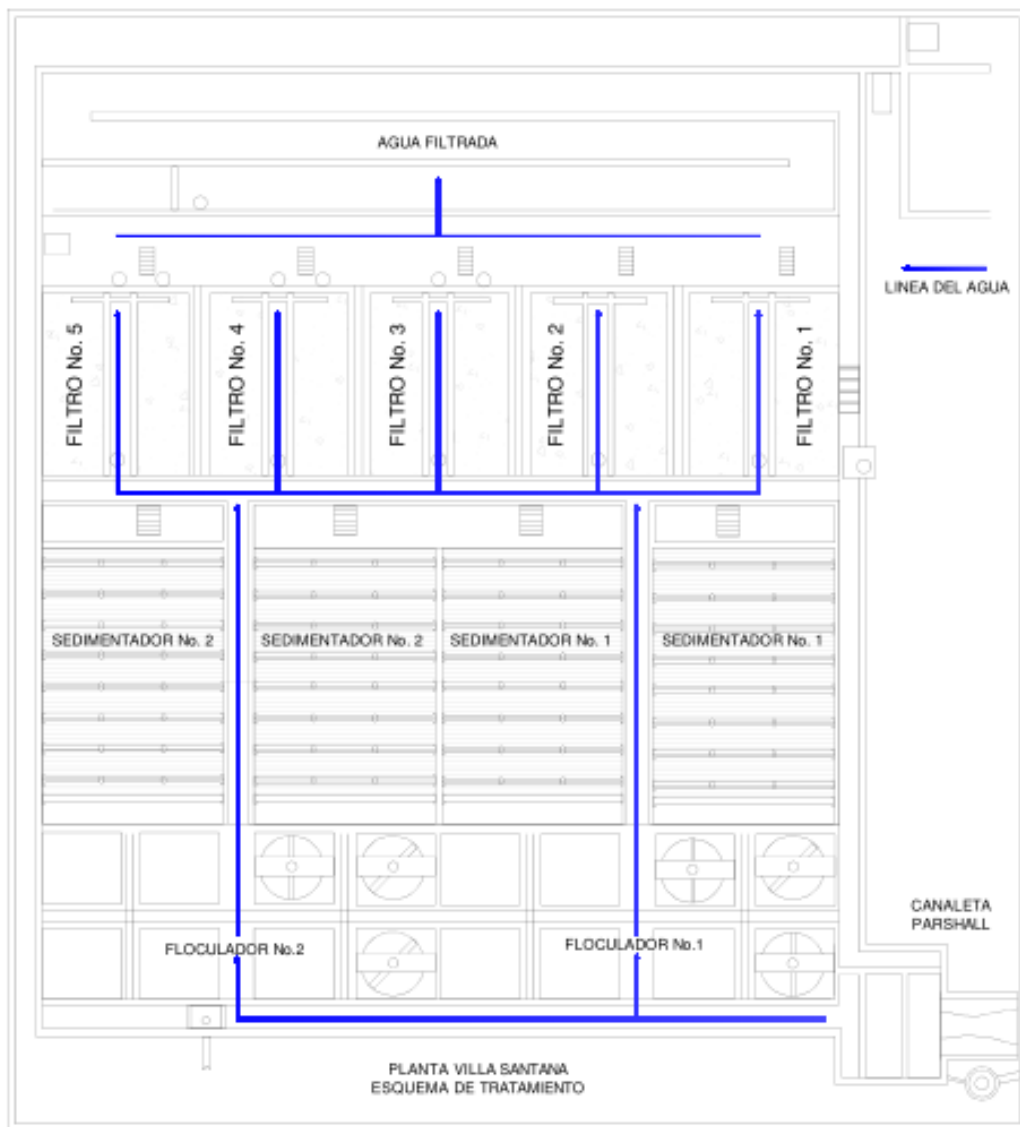 AGUA FILTRADA
LINEA DEL AGUA
FILTRO No. 5
FILTRO No. 4
FILTRO No. 3
FILTRO No. 2
FILTRO No. 1
SEDIMENTADOR No. 2
SEDIMENTADOR No. 2
SEDIMENTADOR No. 1
SEDIMENTADOR No. 1
CANALETA
PARSHALL
FLOCULADOR No.2
FLOCULADOR No.1
PLANTA VILLA SANTANA
ESQUEMA DE TRATAMIENTO